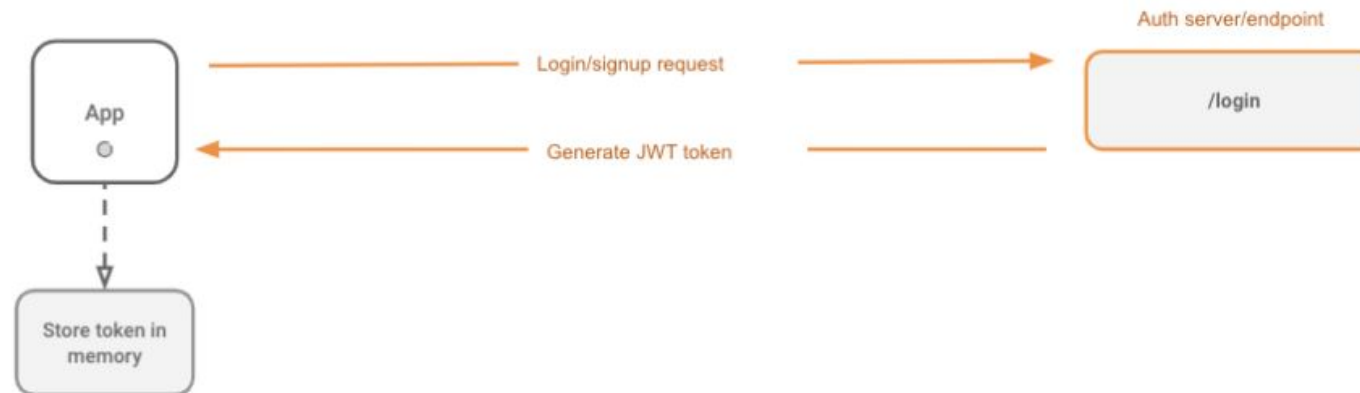 Auth server/endpoint
Login/signup request
App
/login
Generate JWT token
Store token in
memory